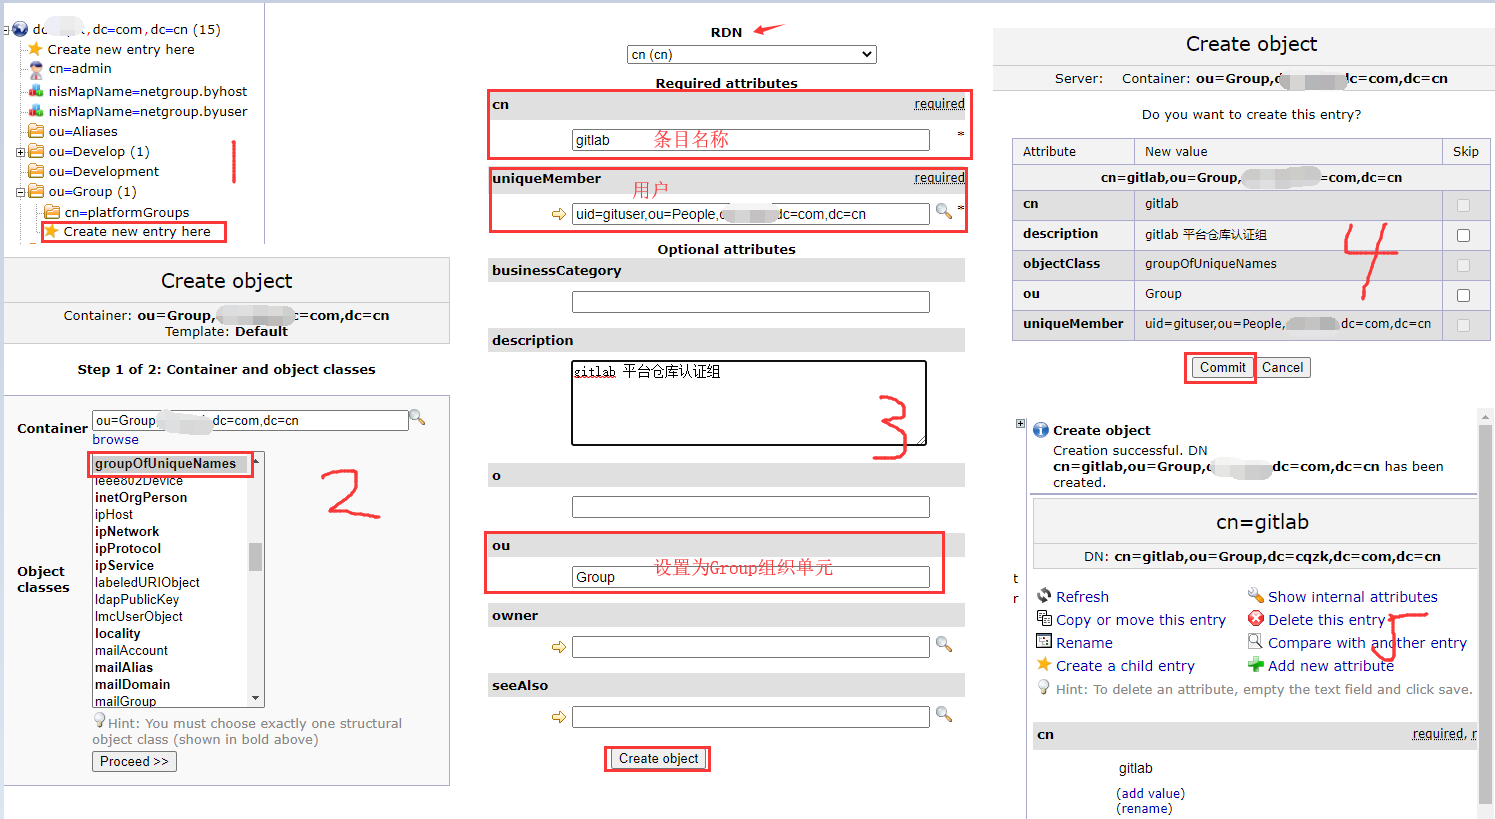 dc ,dc=com,dc=cn (15)
Create new entry here
cn=admin
nisMapName=netgroup.byhost
nisMapName=netgroup.byuser
ou=Aliases
ou=Develop (1)
ou=Development
ou=Group (1)
cn=platformGroups
Create new entry here
1
Create object
Container: ou=Group, c=com,dc=cn
Template: Default
Step 1 of 2: Container and object classes
Container
ou=Group, ,dc=com,dc=cn
browse
Object classes
groupOfUniqueNames
ieee802Device
inetOrgPerson
ipHost
ipNetwork
ipProtocol
ipService
labeledURIObject
ldapPublicKey
lmcUserObject
locality
mailAccount
mailAlias
mailDomain
mailGroup
2
Hint: You must choose exactly one structural
object class (shown in bold above)
Proceed >>
RDN
cn (cn)
Required attributes
cn required
gitlab 条目名称 *
uniqueMember required
用户
uid=gituser,ou=People,c dc=com,dc=cn *
Optional attributes
businessCategory
description
gitlab 平台仓库认证组
3
o
ou
Group 设置为Group组织单元
owner
seeAlso
Create object
Create object
Server: Container: ou=Group,d dc=com,dc=cn
Do you want to create this entry?
Attribute New value Skip
cn=gitlab,ou=Group, =com,dc=cn
cn gitlab
description gitlab 平台仓库认证组
objectClass groupOfUniqueNames
ou Group
uniqueMember uid=gituser,ou=People, dc=com,dc=cn
4
Commit Cancel
Create object
Creation successful. DN
cn=gitlab,ou=Group,d dc=com,dc=cn has been
created.
cn=gitlab
DN: cn=gitlab,ou=Group,dc=cqzk,dc=com,dc=cn
t
r
Refresh Show internal attributes
Copy or move this entry Delete this entry
Rename Compare with another entry
Create a child entry Add new attribute
5
Hint: To delete an attribute, empty the text field and click save.
cn required, r
gitlab
(add value)
(rename)